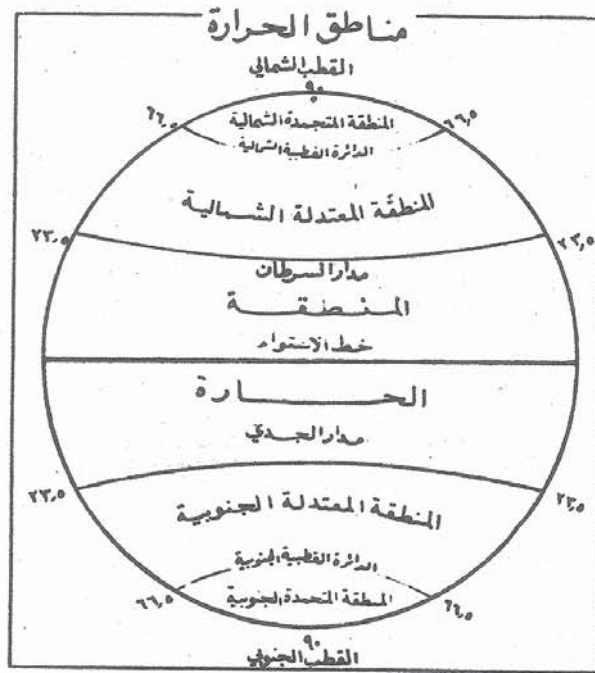 مناطق الحرارة
القطب الشمالي
٩٠
٦٦,٥ ٦٦,٥
المنطقة المتجمدة الشمالية
الدائرة القطبية الشمالية
المنطقة المعتدلة الشمالية
٢٣,٥ ٢٣,٥
مدار السرطان
المنطقة
خط الاستواء
الحارة
مدار الجدي
٢٣,٥ ٢٣,٥
المنطقة المعتدلة الجنوبية
الدائرة القطبية الجنوبية
المنطقة المتجمدة الجنوبية
٦٦,٥ ٦٦,٥
٩٠
القطب الجنوبي